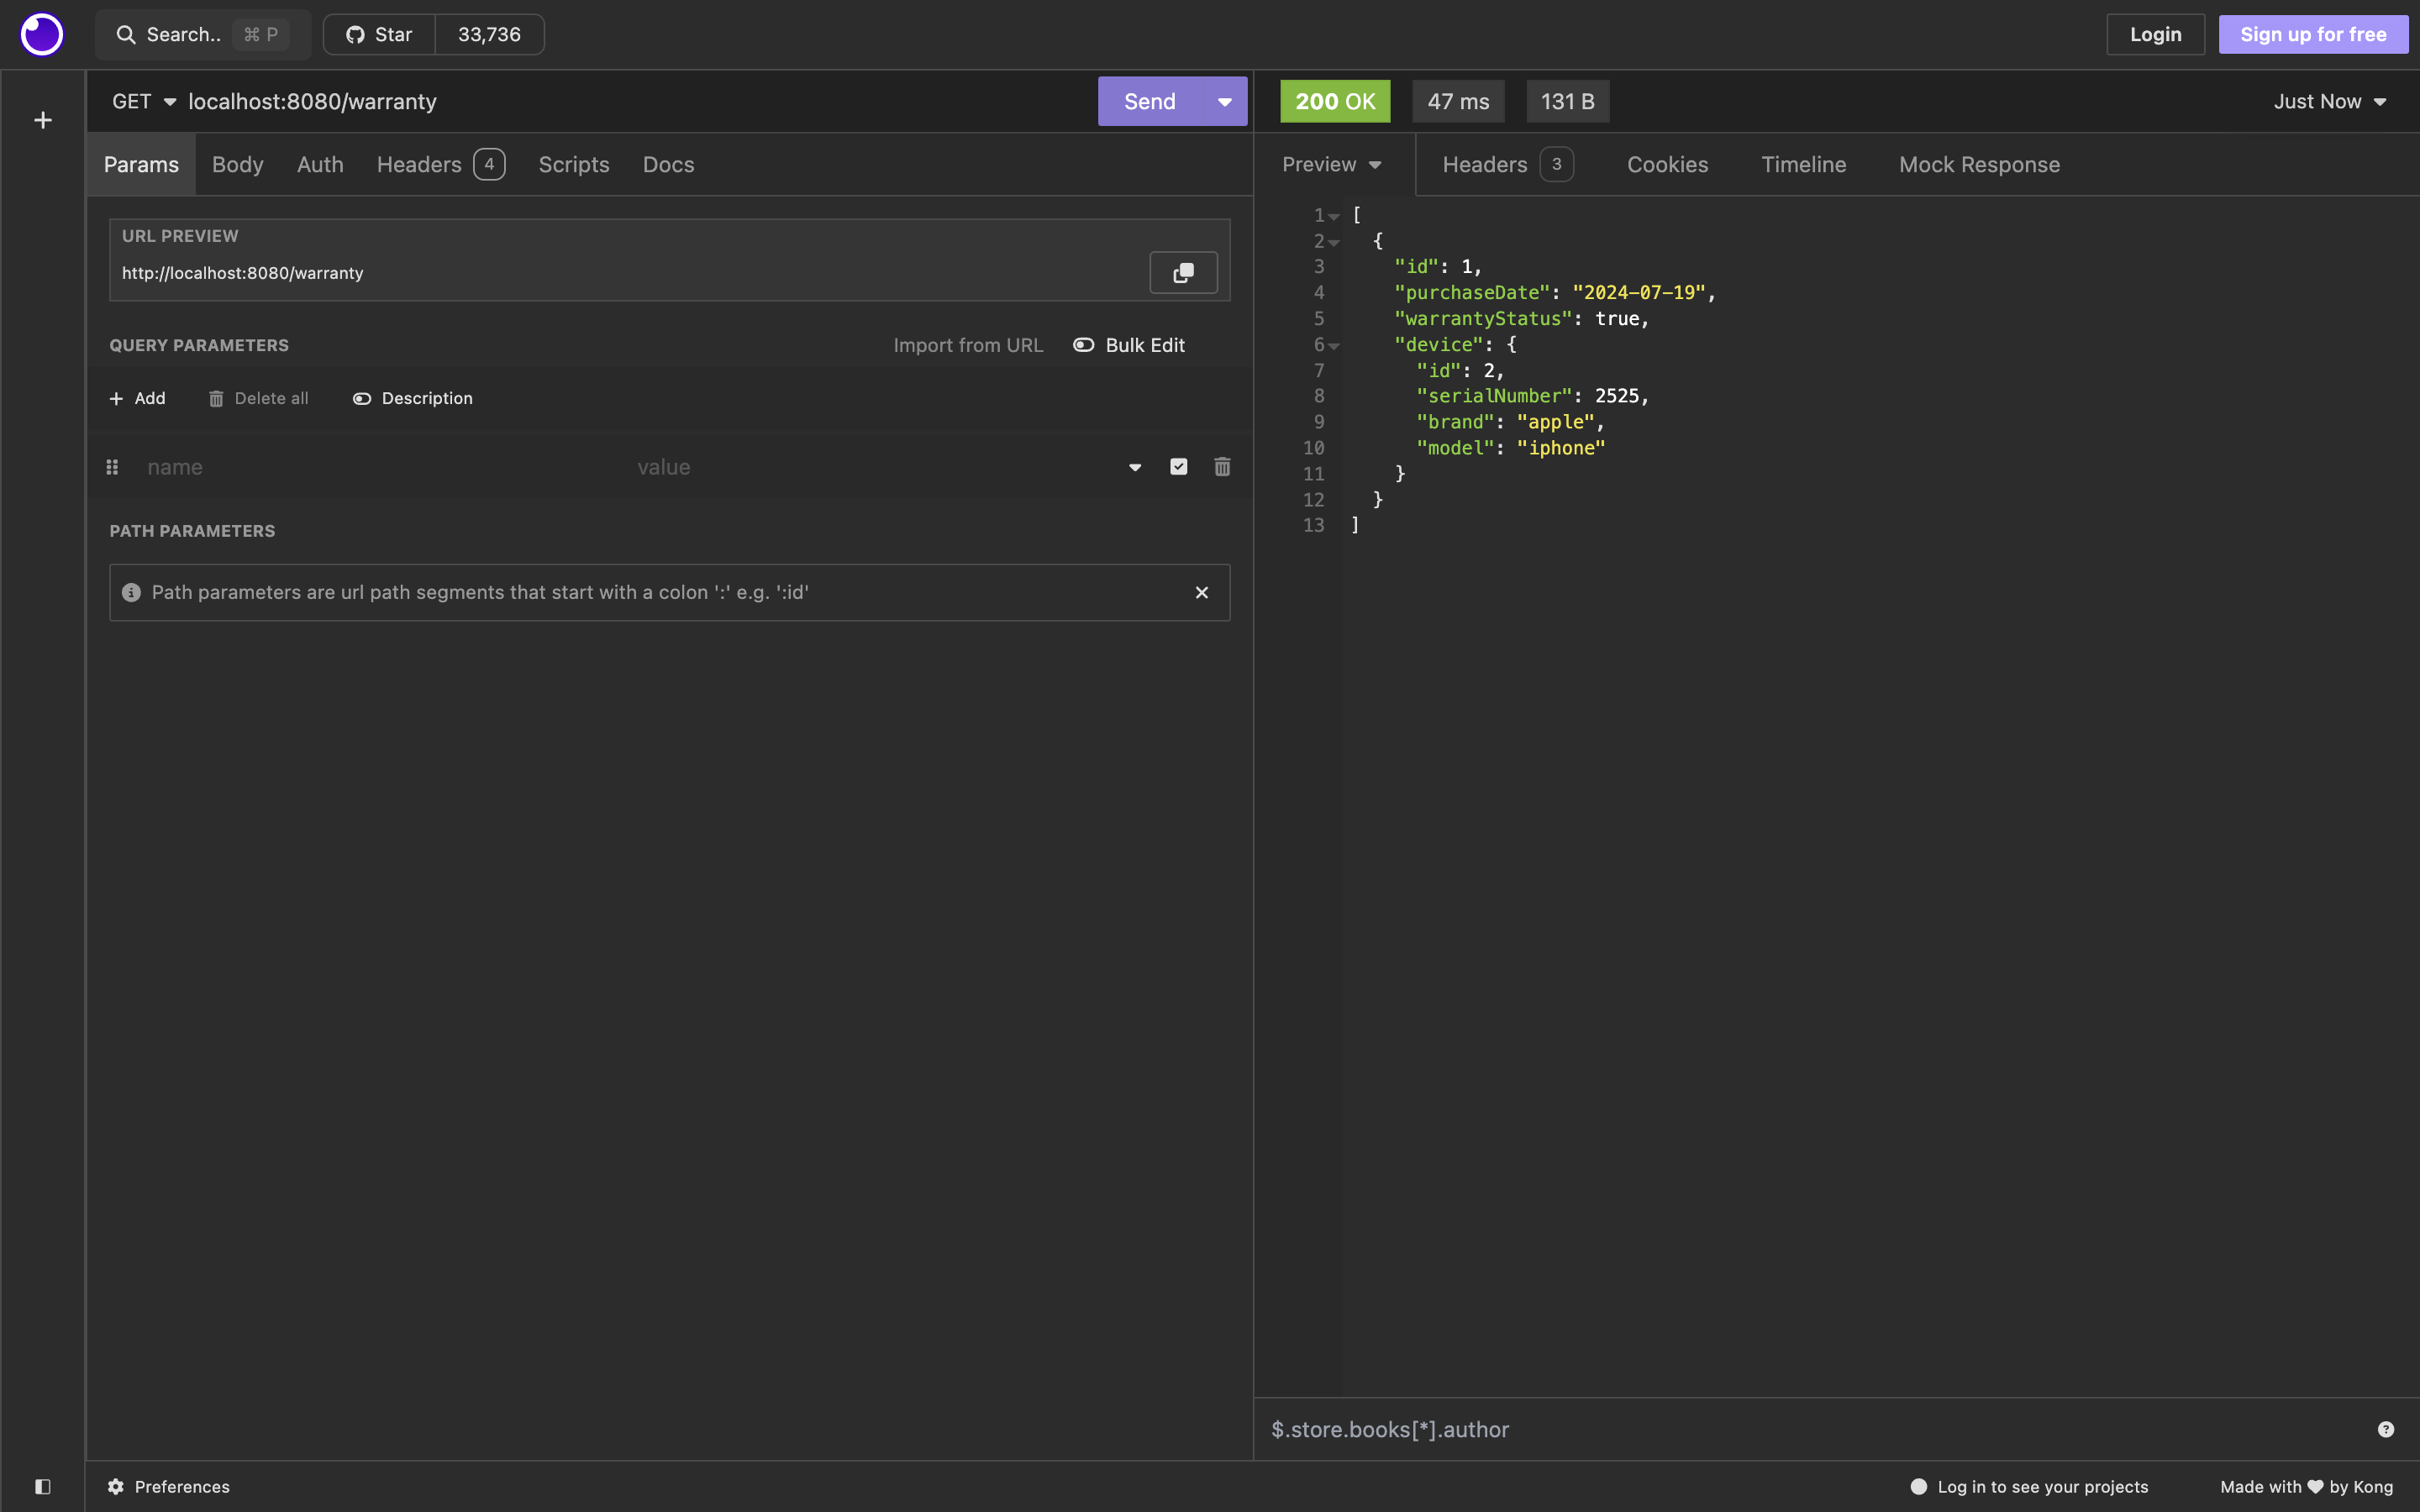 Search.. ⌘ P Star 33,736 Login Sign up for free
GET localhost:8080/warranty Send
Params Body Auth Headers 4 Scripts Docs
URL PREVIEW
http://localhost:8080/warranty
QUERY PARAMETERS Import from URL Bulk Edit
+ Add Delete all Description
name value
PATH PARAMETERS
Path parameters are url path segments that start with a colon ':' e.g. ':id'
200 OK 47 ms 131 B Just Now
Preview Headers 3 Cookies Timeline Mock Response
1 [
2 {
3 "id": 1,
4 "purchaseDate": "2024-07-19",
5 "warrantyStatus": true,
6 "device": {
7 "id": 2,
8 "serialNumber": 2525,
9 "brand": "apple",
10 "model": "iphone"
11 }
12 }
13 ]
$.store.books[*].author
Preferences Log in to see your projects Made with ♥ by Kong